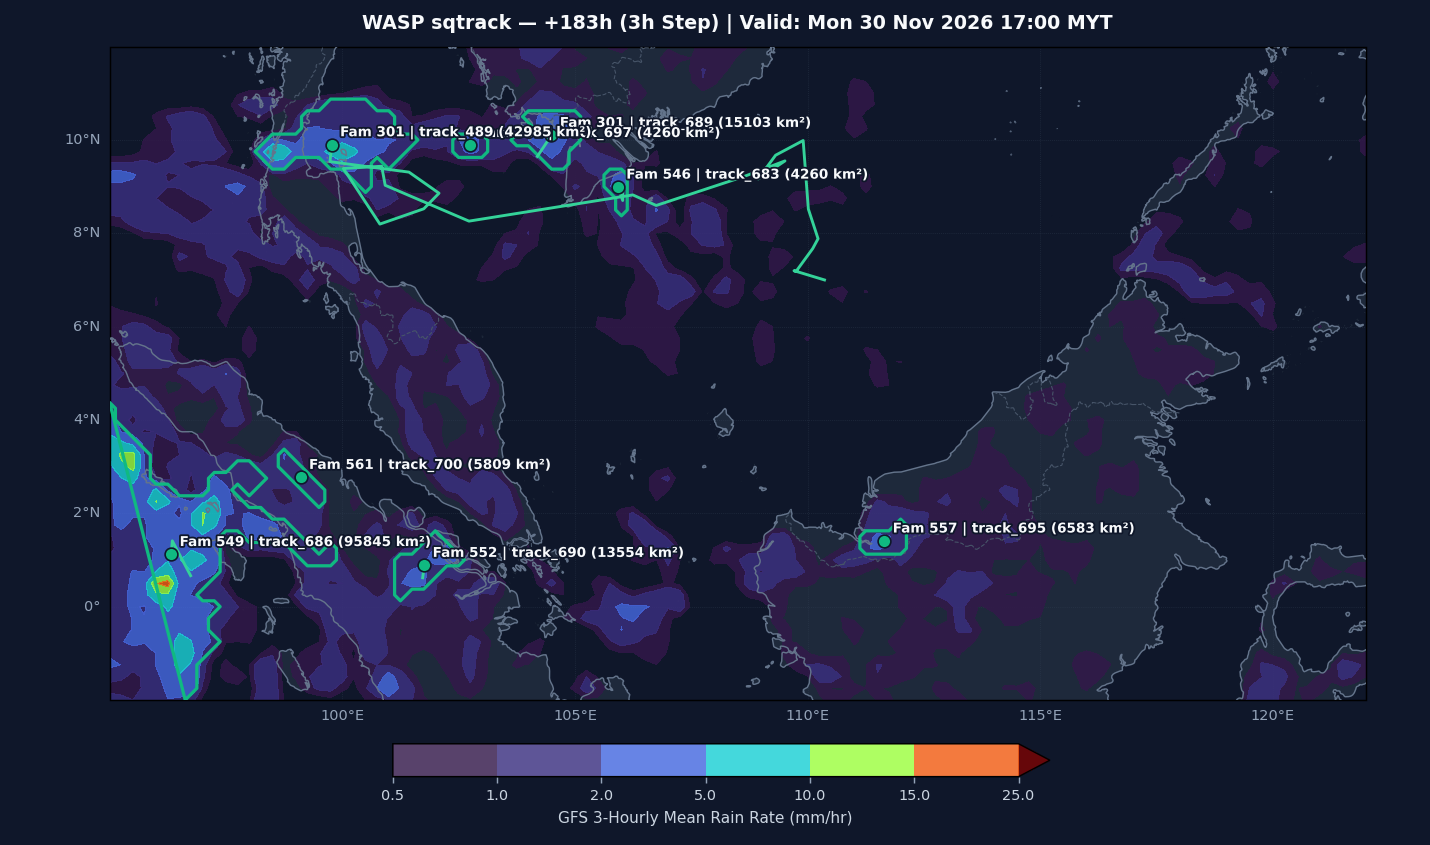 WASP sqtrack — +183h (3h Step) | Valid: Mon 30 Nov 2026 17:00 MYT
Fam 301 | track_689 (15103 km²)
Fam 301 | track_489 (42985 km²)
k_697 (4260 km²)
Fam 546 | track_683 (4260 km²)
Fam 561 | track_700 (5809 km²)
Fam 557 | track_695 (6583 km²)
Fam 549 | track_686 (95845 km²)
Fam 552 | track_690 (13554 km²)
10°N
8°N
6°N
4°N
2°N
0°
100°E 105°E 110°E 115°E 120°E
0.5 1.0 2.0 5.0 10.0 15.0 25.0
GFS 3-Hourly Mean Rain Rate (mm/hr)